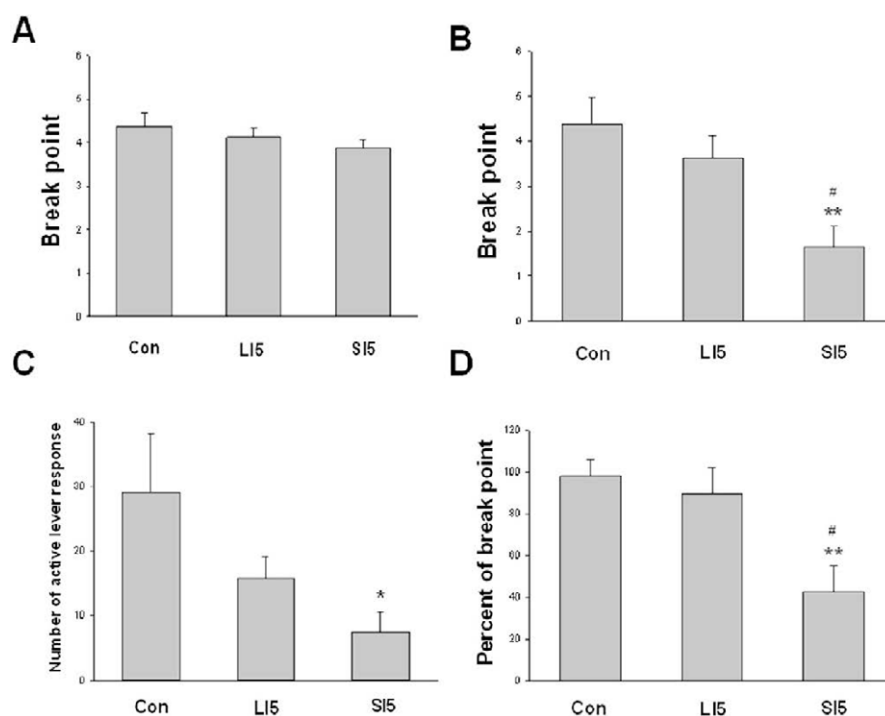 A
Break point
6
5
4
3
2
1
0
Con LI5 SI5
B
Break point
6
5
4
3
2
1
0
#
**
Con LI5 SI5
C
Number of active lever response
40
30
20
10
0
*
Con LI5 SI5
D
Percent of break point
120
100
80
60
40
20
0
#
**
Con LI5 SI5